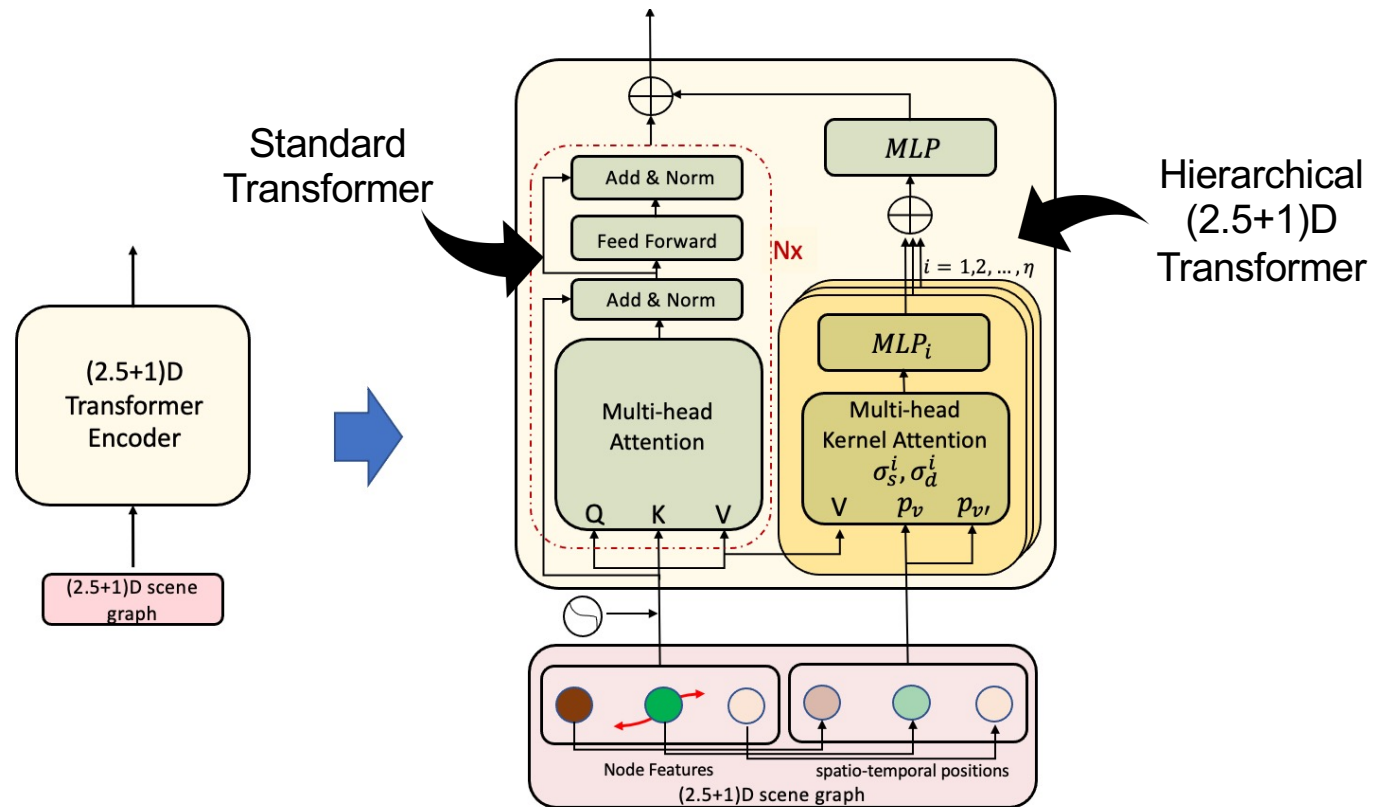 Standard
Transformer
Hierarchical
(2.5+1)D
Transformer
(2.5+1)D
Transformer
Encoder
(2.5+1)D scene
graph
Add & Norm
Feed Forward
Nx
Add & Norm
Multi-head
Attention
Q K V
MLP
i = 1,2, … , η
MLP_i
Multi-head
Kernel Attention
σ_s^i, σ_d^i
V p_v p_{v′}
Node Features
spatio-temporal positions
(2.5+1)D scene graph